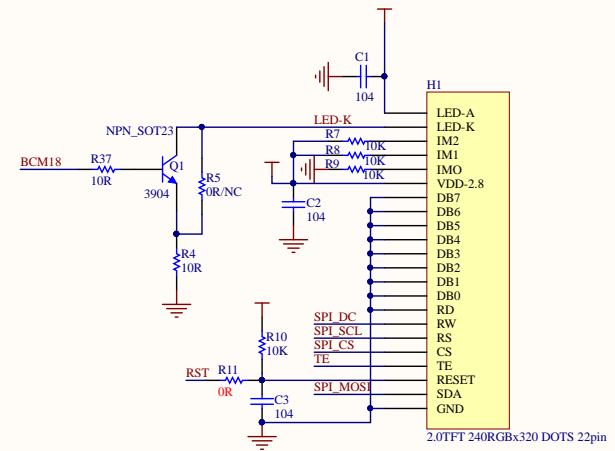 C1
104
H1
LED-A
LED-K
LED-K
NPN_SOT23
R7
10K
IM2
R8
10K
IM1
BCM18
R37
10R
Q1
3904
R5
0R/NC
R9
10K
IMO
VDD-2.8
C2
104
DB7
DB6
DB5
DB4
DB3
DB2
DB1
DB0
RD
R4
10R
SPI_DC
RW
SPI_SCL
RS
R10
10K
SPI_CS
CS
TE
TE
RST
R11
0R
RESET
SPI_MOSI
SDA
C3
104
GND
2.0TFT 240RGBx320 DOTS 22pin